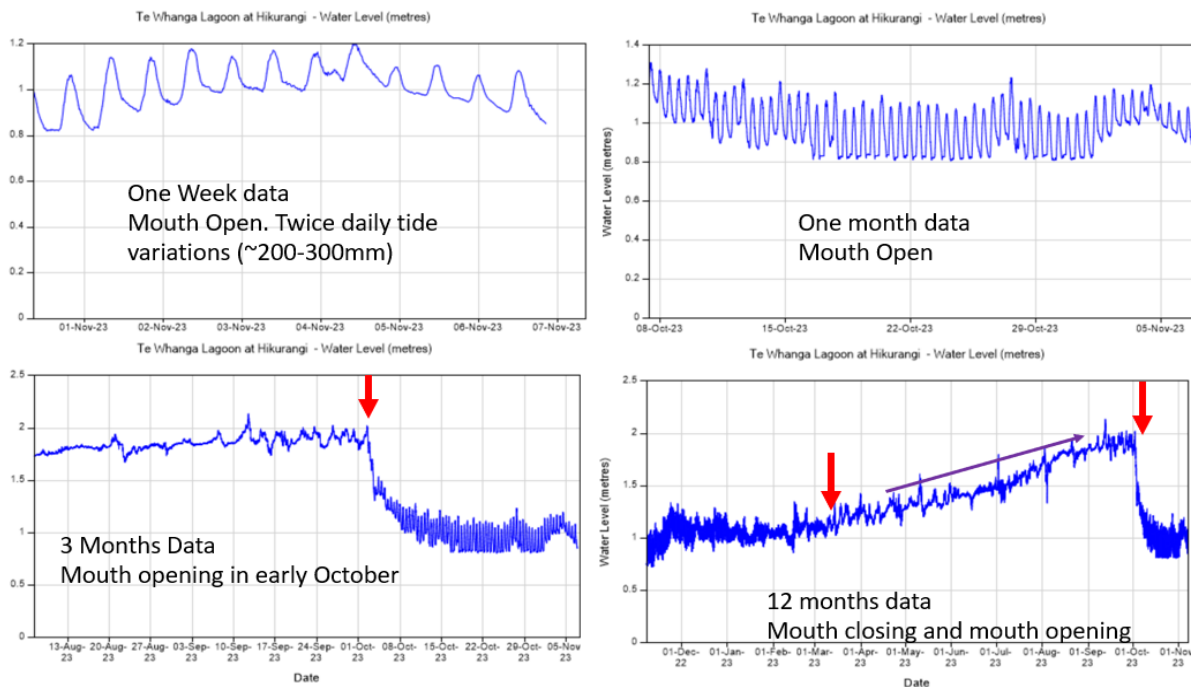 Te Whanga Lagoon at Hikurangi - Water Level (metres)
1.2
1
0.8
0.6
0.4
0.2
0
One Week data
Mouth Open. Twice daily tide
variations (~200-300mm)
01-Nov-23 02-Nov-23 03-Nov-23 04-Nov-23 05-Nov-23 06-Nov-23 07-Nov-23
Te Whanga Lagoon at Hikurangi - Water Level (metres)
Water Level (metres)
1.4
1.2
1
0.8
0.6
0.4
0.2
0
One month data
Mouth Open
08-Oct-23 15-Oct-23 22-Oct-23 29-Oct-23 05-Nov-23
Te Whanga Lagoon at Hikurangi - Water Level (metres)
2.5
2
1.5
1
0.5
0
3 Months Data
Mouth opening in early October
13-Aug-23 20-Aug-23 27-Aug-23 03-Sep-23 10-Sep-23 17-Sep-23 24-Sep-23 01-Oct-23 08-Oct-23 15-Oct-23 22-Oct-23 29-Oct-23 05-Nov-23
Date
Te Whanga Lagoon at Hikurangi - Water Level (metres)
Water Level (metres)
2.5
2
1.5
1
0.5
0
12 months data
Mouth closing and mouth opening
01-Dec-22 01-Jan-23 01-Feb-23 01-Mar-23 01-Apr-23 01-May-23 01-Jun-23 01-Jul-23 01-Aug-23 01-Sep-23 01-Oct-23 01-Nov-23
Date